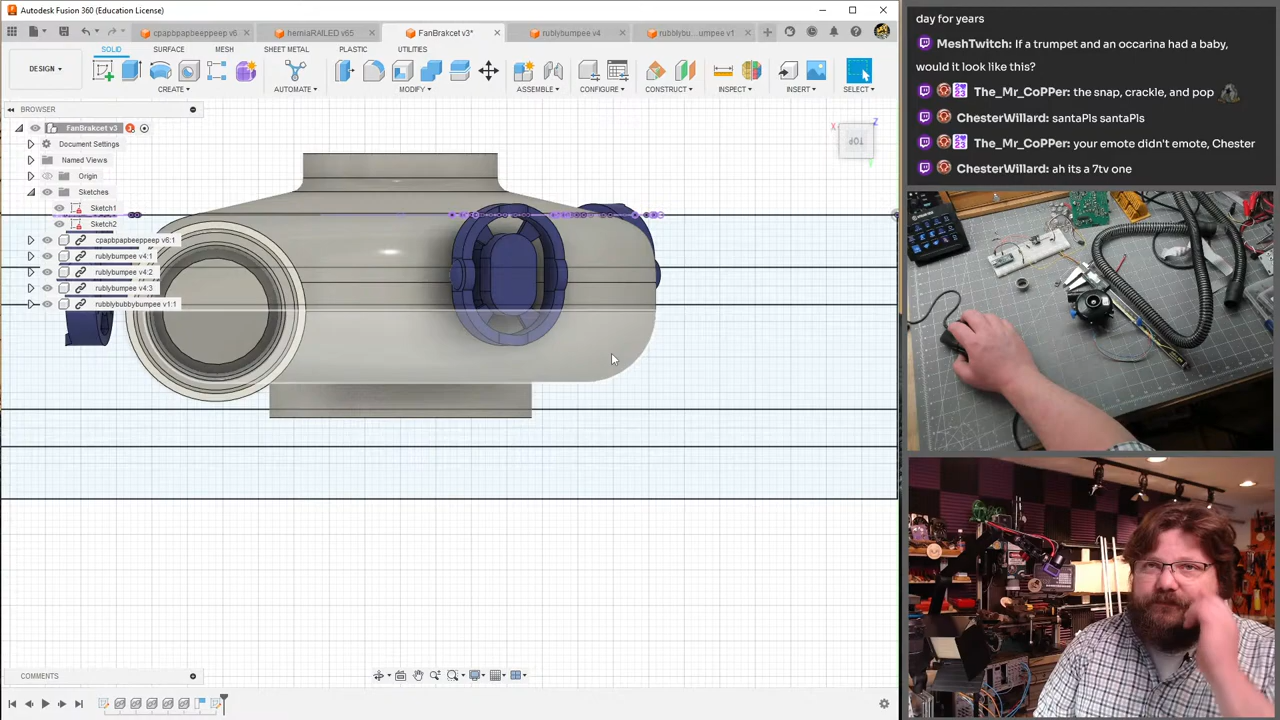 Autodesk Fusion 360 (Education License)
cpapbpapbeeppeep v6
hemiaRAILED v65
FanBrakcet v3*
rublybumpee v4
rubblybu...umpee v1
SOLID
SURFACE
MESH
SHEET METAL
PLASTIC
UTILITIES
DESIGN
CREATE
AUTOMATE
MODIFY
ASSEMBLE
CONFIGURE
CONSTRUCT
INSPECT
INSERT
SELECT
BROWSER
FanBrakcet v3
Document Settings
Named Views
Origin
Sketches
Sketch1
Sketch2
cpapbpapbeeppeep v6:1
rublybumpee v4:1
rublybumpee v4:2
rublybumpee v4:3
rubblybubbybumpee v1:1
TOP
X
Z
Y
COMMENTS
day for years
MeshTwitch: If a trumpet and an occarina had a baby,
would it look like this?
The_Mr_CoPPer: the snap, crackle, and pop
ChesterWillard: santaPls santaPls
The_Mr_CoPPer: your emote didn't emote, Chester
ChesterWillard: ah its a 7tv one